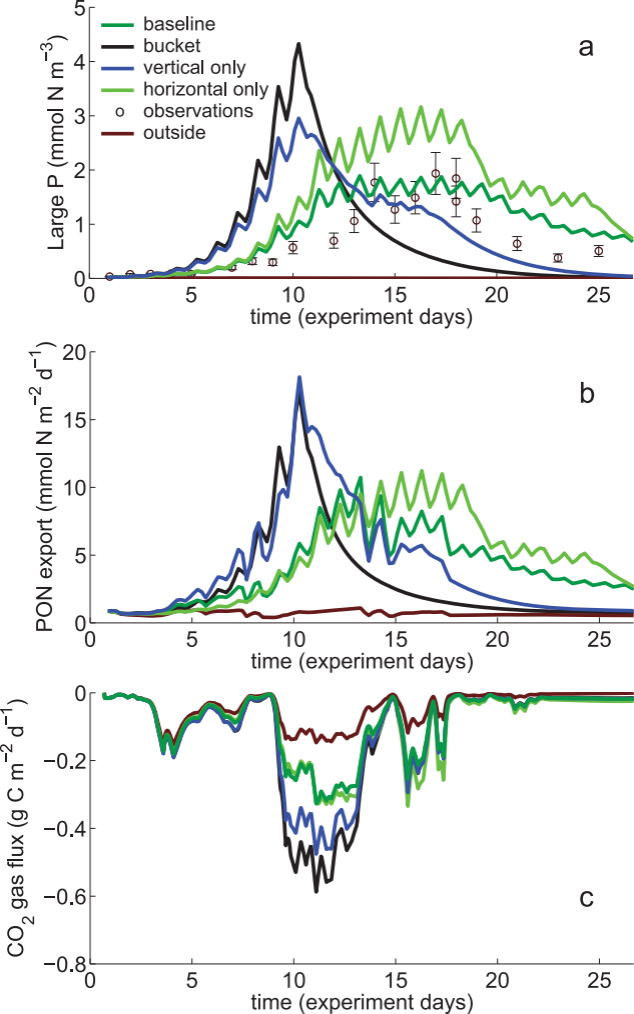 a
Large P (mmol N m⁻³)
5
4
3
2
1
0
baseline
bucket
vertical only
horizontal only
observations
outside
0 5 10 15 20 25
time (experiment days)
b
PON export (mmol N m⁻² d⁻¹)
20
15
10
5
0
0 5 10 15 20 25
time (experiment days)
c
CO₂ gas flux (g C m⁻² d⁻¹)
0
−0.2
−0.4
−0.6
−0.8
0 5 10 15 20 25
time (experiment days)